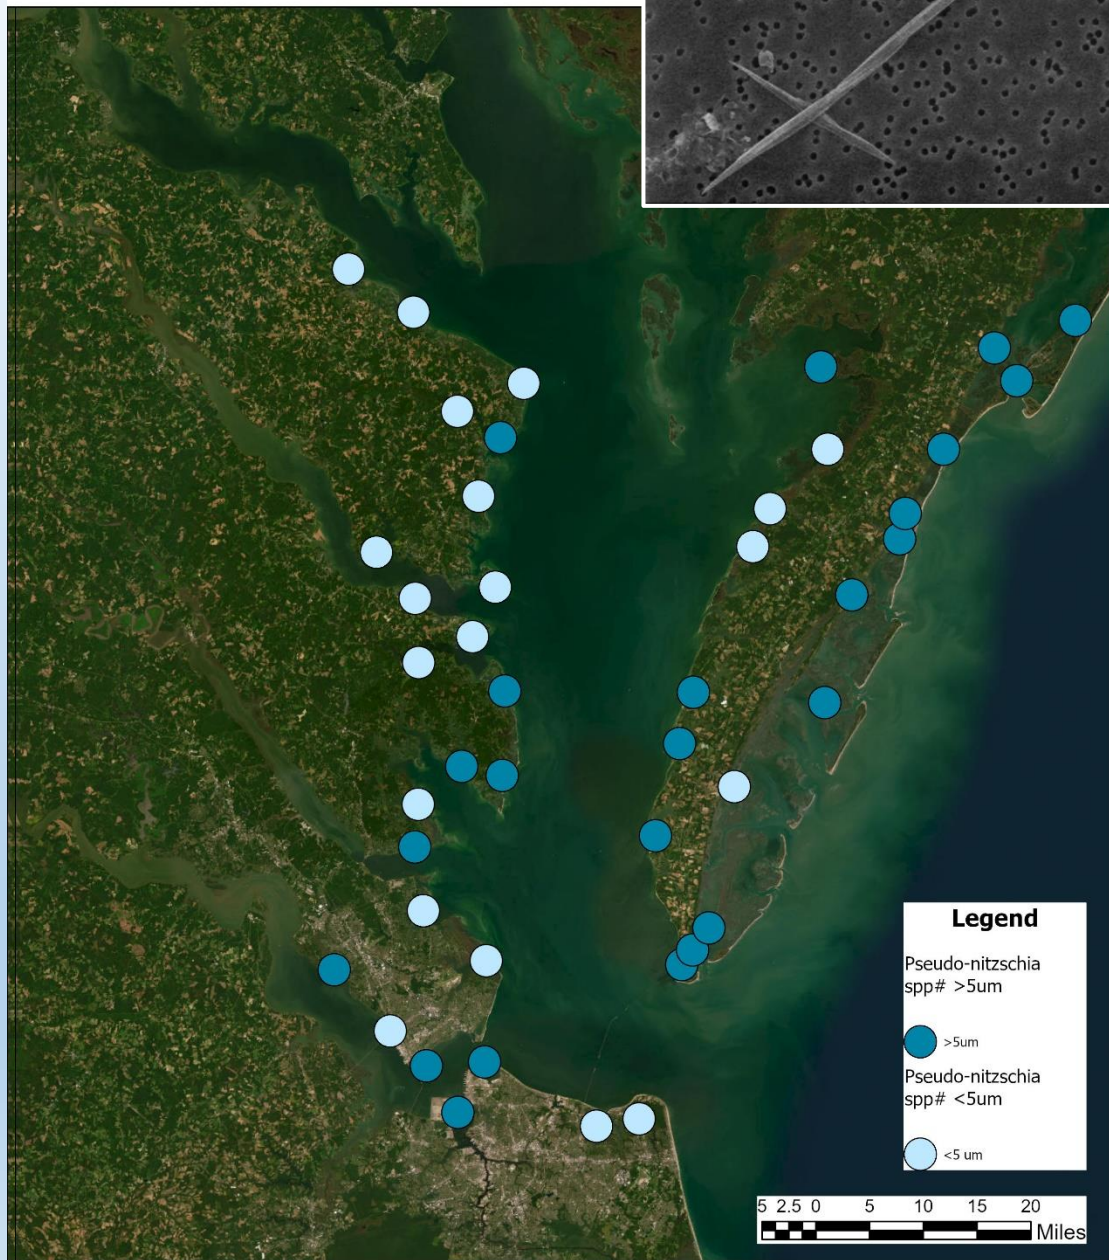 Legend
Pseudo-nitzschia
spp# >5um
>5um
Pseudo-nitzschia
spp# <5um
<5 um
5 2.5 0 5 10 15 20
Miles